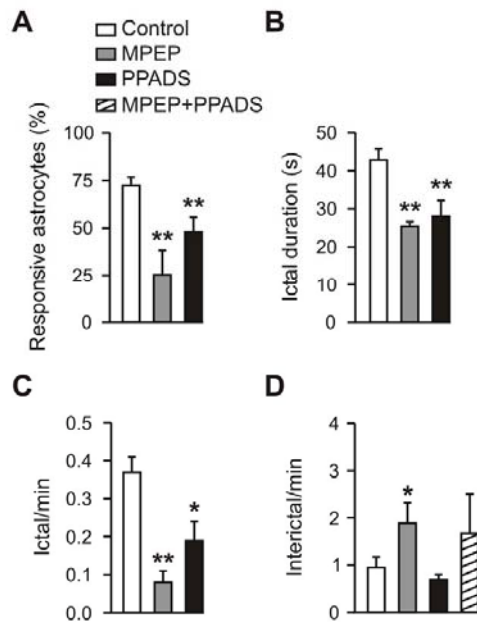 A
Control
MPEP
PPADS
MPEP+PPADS
Responsive astrocytes (%)
100
75
50
25
0
**
**
B
Ictal duration (s)
50
40
30
20
10
0
**
**
C
Ictal/min
0.5
0.4
0.3
0.2
0.1
0.0
**
*
D
Interictal/min
4
3
2
1
0
*